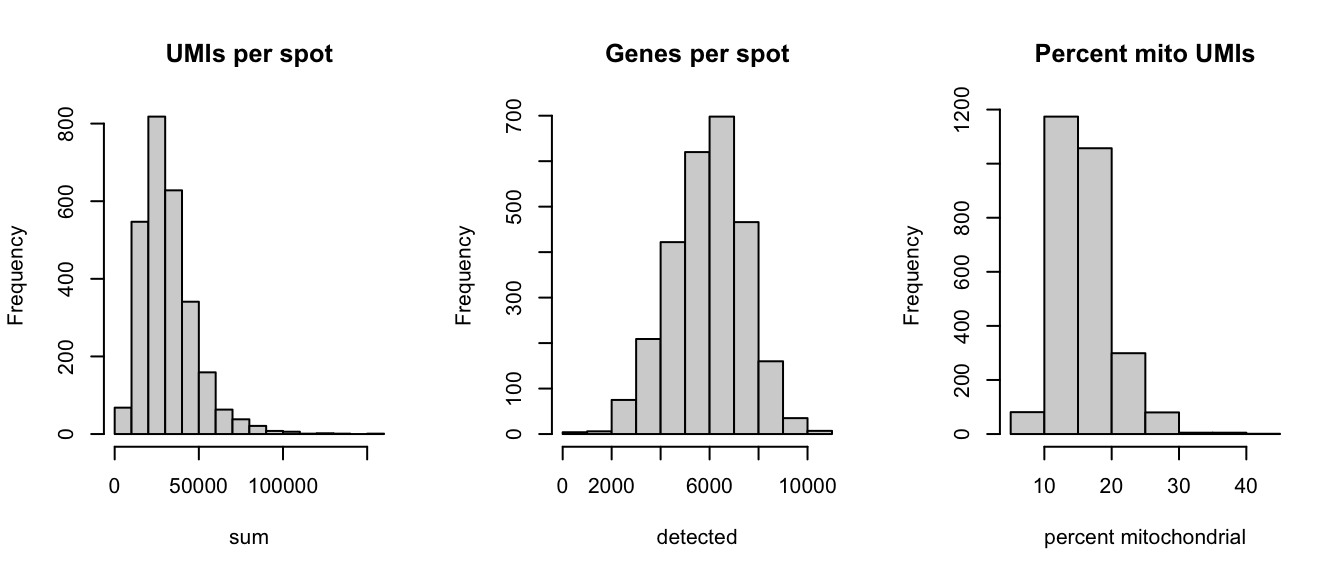 UMIs per spot
Frequency
800
600
400
200
0
0 50000 100000
sum
Genes per spot
Frequency
700
500
300
100
0
0 2000 6000 10000
detected
Percent mito UMIs
Frequency
1200
800
600
400
200
0
10 20 30 40
percent mitochondrial